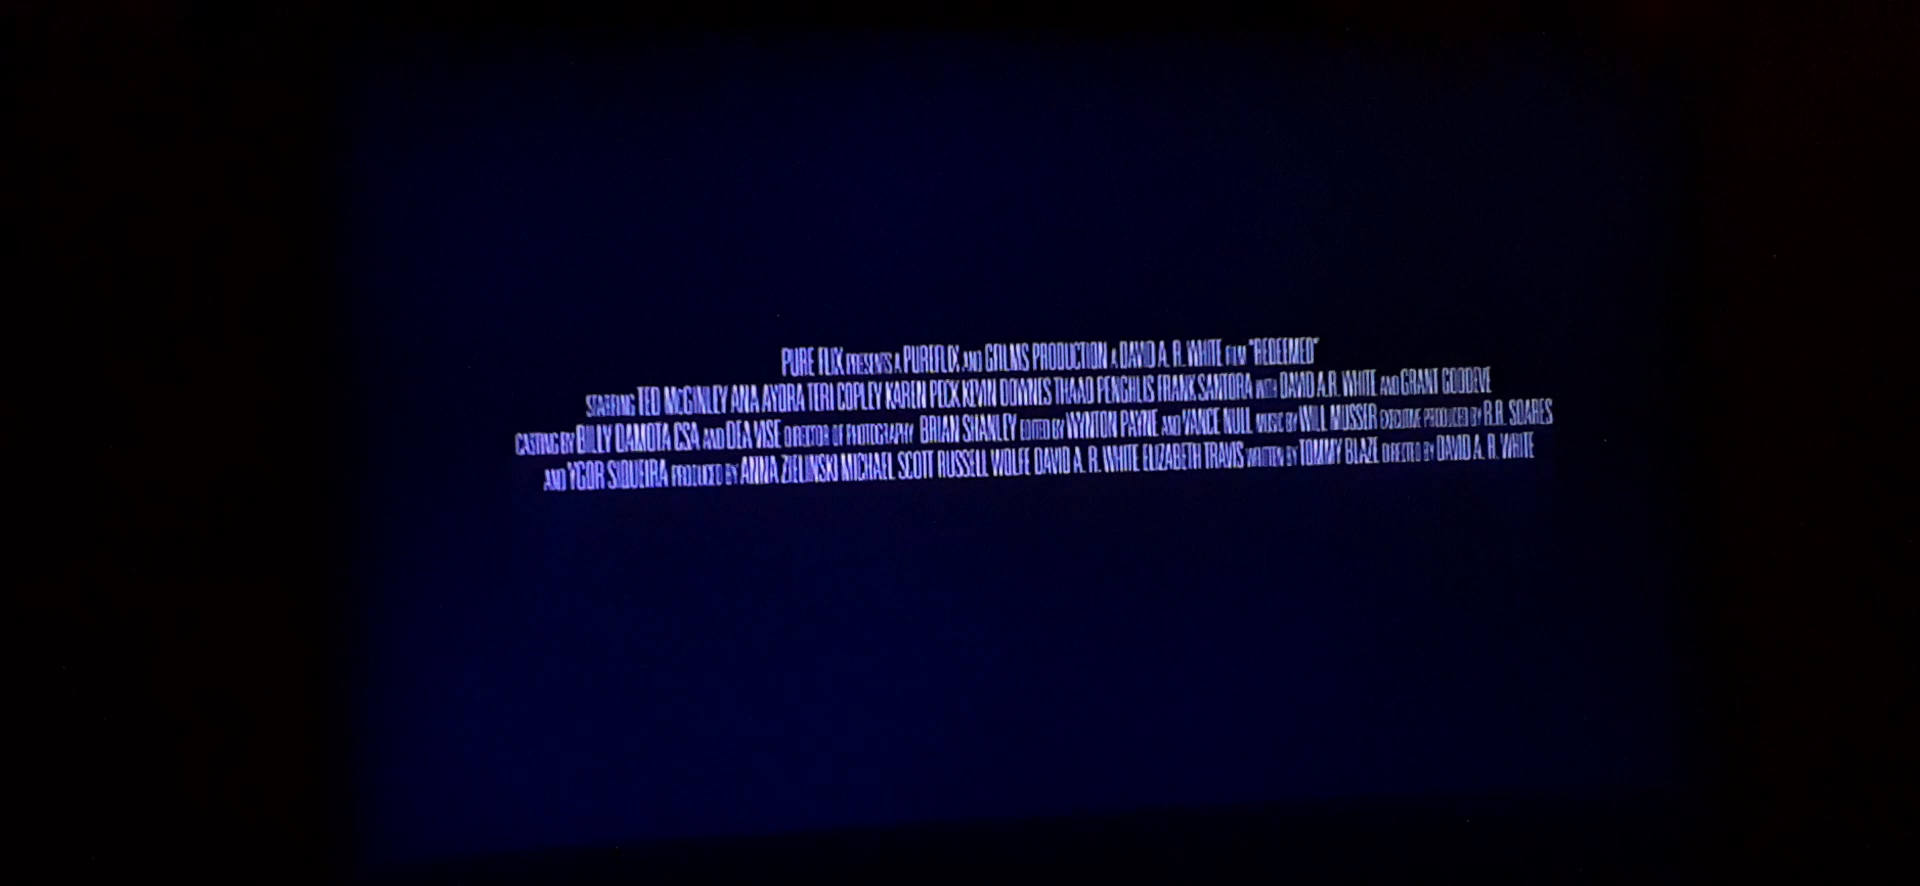 PURE FLIX PRESENTS A PUREFLIX AND GFILMS PRODUCTION A DAVID A. R. WHITE FILM "REDEEMED"
STARRING TED McGINLEY ANA AYORA TERI COPLEY KAREN PECK KEVIN DOWNES THAAO PENGHLIS FRANK SANTORA WITH DAVID A.R. WHITE AND GRANT GOODEVE
CASTING BY BILLY DAMOTA CSA AND DEA VISE DIRECTOR OF PHOTOGRAPHY BRIAN SHANLEY EDITED BY WYNTON PAYNE AND VANCE NULL MUSIC BY WILL MUSSER EXECUTIVE PRODUCED BY R.R. SOARES
AND YGOR SIQUEIRA PRODUCED BY ANNA ZIELINSKI MICHAEL SCOTT RUSSELL WOLFE DAVID A. R. WHITE ELIZABETH TRAVIS WRITTEN BY TOMMY BLAZE DIRECTED BY DAVID A. R. WHITE